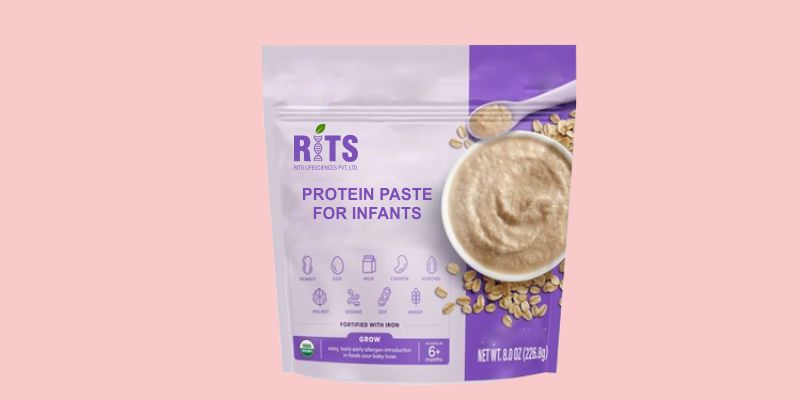 RITS
RITS LIFESCIENCES PVT. LTD.
PROTEIN PASTE
FOR INFANTS
PEANUT EGG MILK CASHEW ALMOND
WALNUT SESAME SOY WHEAT
FORTIFIED WITH IRON
GROW
easy, tasty early allergen introduction
in foods your baby loves
6+
months
NET WT. 8.0 OZ (226.8g)